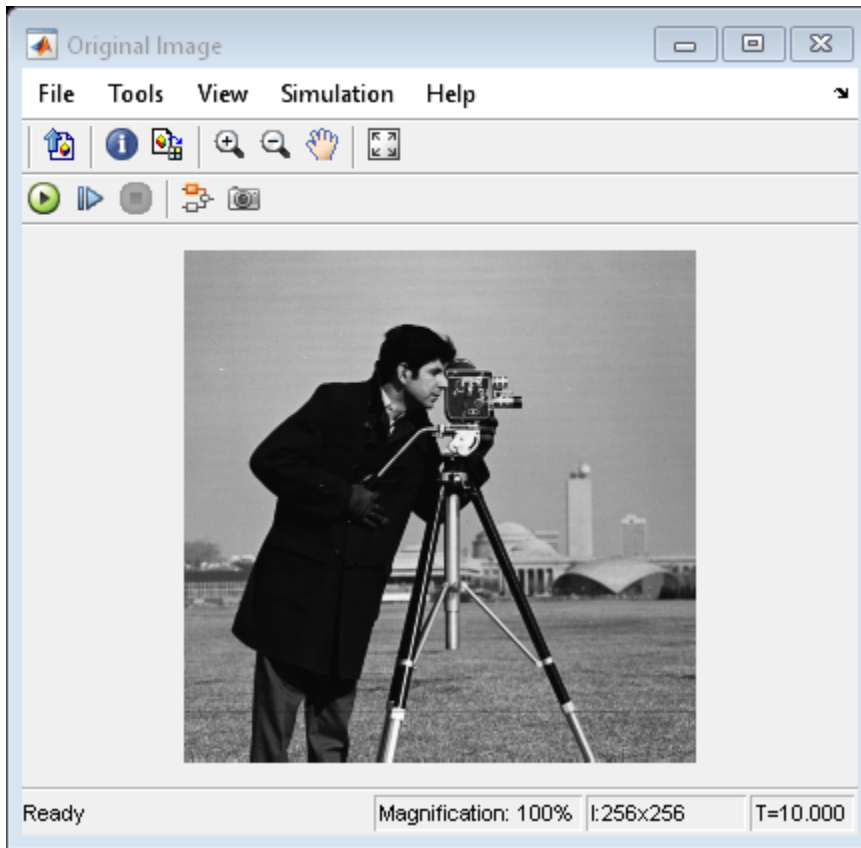 Original Image
File Tools View Simulation Help
Ready Magnification: 100% I:256x256 T=10.000